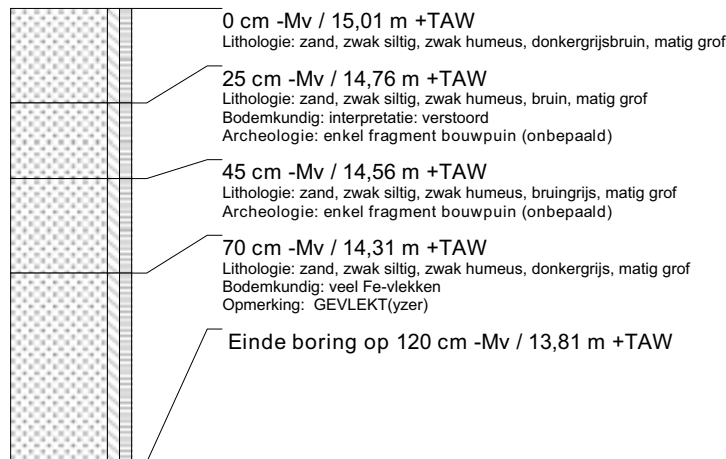 0 cm -Mv / 15,01 m +TAW
Lithologie: zand, zwak siltig, zwak humeus, donkergrijsbruin, matig grof
25 cm -Mv / 14,76 m +TAW
Lithologie: zand, zwak siltig, zwak humeus, bruin, matig grof
Bodemkundig: interpretatie: verstoord
Archeologie: enkel fragment bouwpuin (onbepaald)
45 cm -Mv / 14,56 m +TAW
Lithologie: zand, zwak siltig, zwak humeus, bruingrijs, matig grof
Archeologie: enkel fragment bouwpuin (onbepaald)
70 cm -Mv / 14,31 m +TAW
Lithologie: zand, zwak siltig, zwak humeus, donkergrijs, matig grof
Bodemkundig: veel Fe-vlekken
Opmerking: GEVLEKT(yzer)
Einde boring op 120 cm -Mv / 13,81 m +TAW